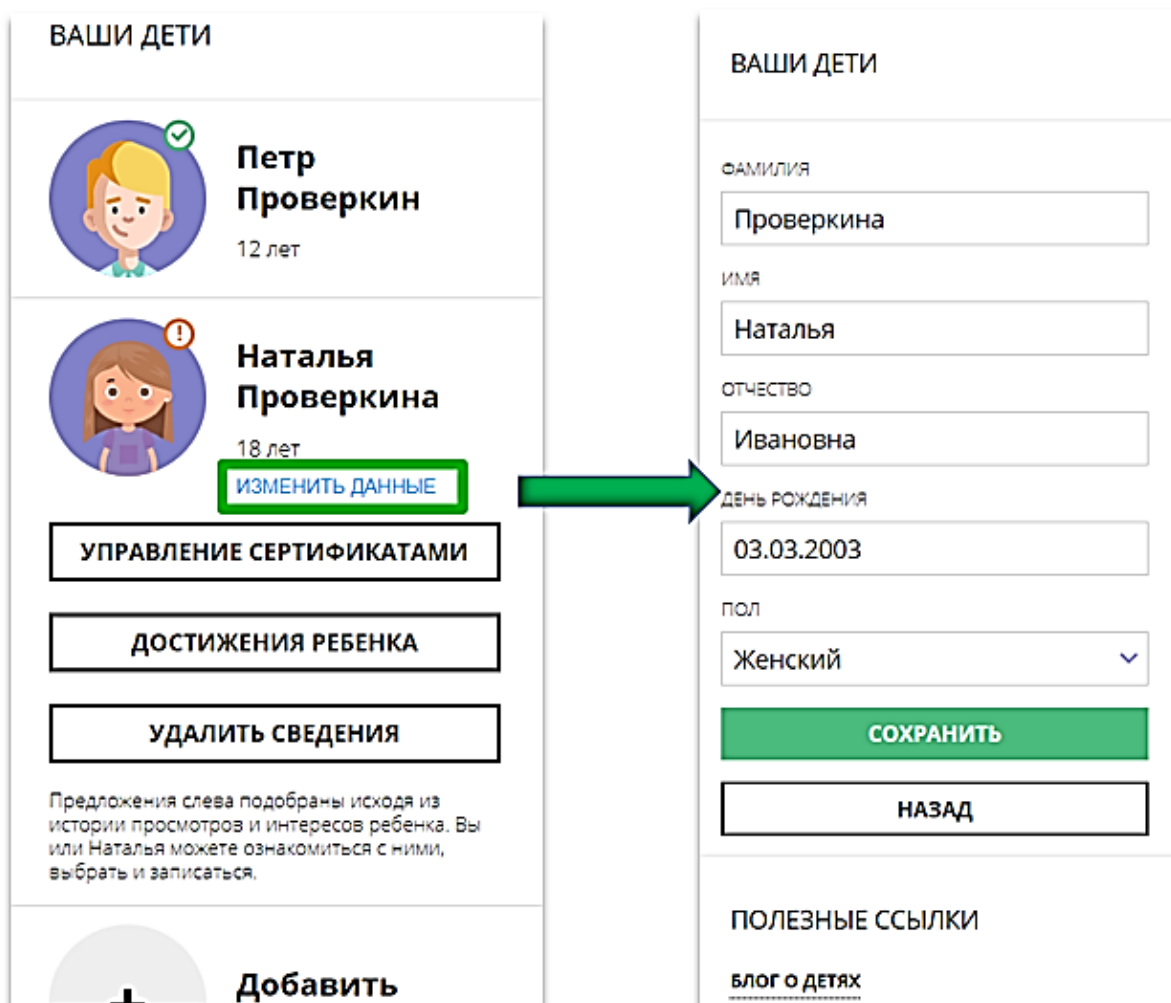 ВАШИ ДЕТИ
Петр
Проверкин
12 лет
Наталья
Проверкина
18 лет
ИЗМЕНИТЬ ДАННЫЕ
УПРАВЛЕНИЕ СЕРТИФИКАТАМИ
ДОСТИЖЕНИЯ РЕБЕНКА
УДАЛИТЬ СВЕДЕНИЯ
Предложения слева подобраны исходя из
истории просмотров и интересов ребенка. Вы
или Наталья можете ознакомиться с ними,
выбрать и записаться.
Добавить
ВАШИ ДЕТИ
ФАМИЛИЯ
Проверкина
ИМЯ
Наталья
ОТЧЕСТВО
Ивановна
ДЕНЬ РОЖДЕНИЯ
03.03.2003
ПОЛ
Женский
СОХРАНИТЬ
НАЗАД
ПОЛЕЗНЫЕ ССЫЛКИ
БЛОГ О ДЕТЯХ